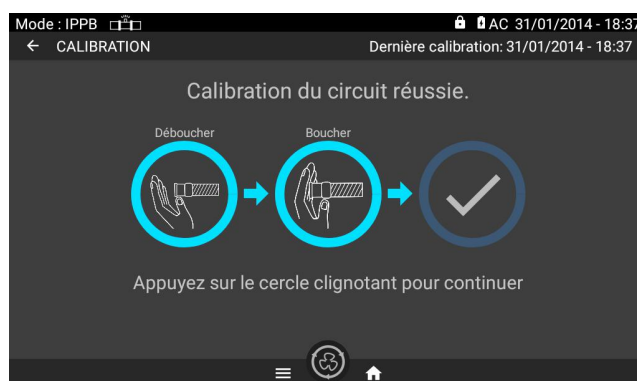 Mode : IPPB AC 31/01/2014 - 18:37
CALIBRATION Dernière calibration: 31/01/2014 - 18:37
Calibration du circuit réussie.
Déboucher Boucher
Appuyez sur le cercle clignotant pour continuer